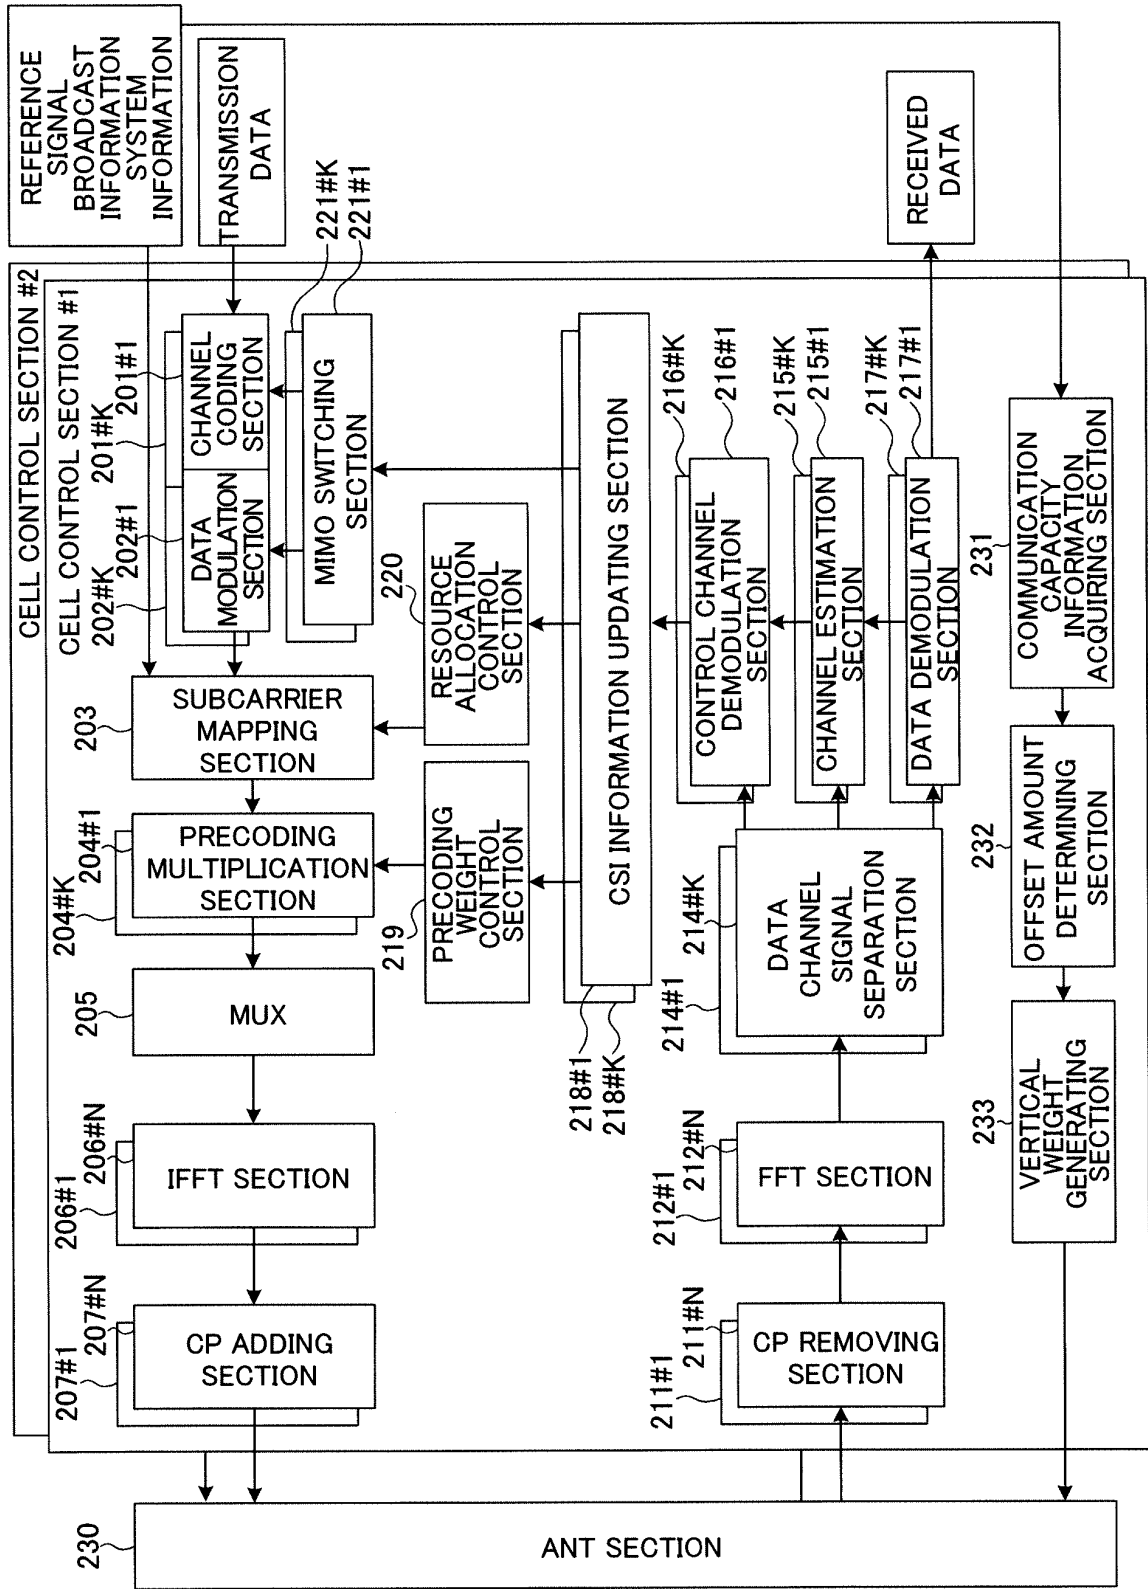 REFERENCE
SIGNAL
BROADCAST
INFORMATION
SYSTEM
INFORMATION
TRANSMISSION
DATA
RECEIVED
DATA
CELL CONTROL SECTION #2
CELL CONTROL SECTION #1
201#1
201#K
202#1
202#K
CHANNEL
CODING
SECTION
DATA
MODULATION
SECTION
221#K
221#1
MIMO SWITCHING
SECTION
203
SUBCARRIER
MAPPING
SECTION
220
RESOURCE
ALLOCATION
CONTROL
SECTION
204#1
204#K
PRECODING
MULTIPLICATION
SECTION
219
PRECODING
WEIGHT
CONTROL
SECTION
205
MUX
206#N
206#1
IFFT SECTION
207#N
207#1
CP ADDING
SECTION
CSI INFORMATION UPDATING SECTION
218#1
218#K
216#K
216#1
CONTROL CHANNEL
DEMODULATION
SECTION
215#K
215#1
CHANNEL ESTIMATION
SECTION
217#K
217#1
DATA DEMODULATION
SECTION
214#K
214#1
DATA
CHANNEL
SIGNAL
SEPARATION
SECTION
212#N
212#1
FFT SECTION
211#N
211#1
CP REMOVING
SECTION
231
COMMUNICATION
CAPACITY
INFORMATION
ACQUIRING SECTION
232
OFFSET AMOUNT
DETERMINING
SECTION
233
VERTICAL
WEIGHT
GENERATING
SECTION
230
ANT SECTION